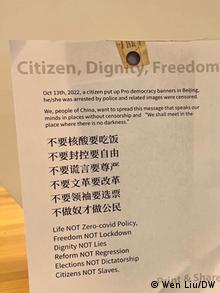 Citizen, Dignity, Freedom
Oct 13th, 2022, a citizen put up Pro democracy banners in Beijing,
he/she was arrested by police and related images were censored.
We, people of China, want to spread this message that speaks our
minds in places without censorship and "We shall meet in the
place where there is no darkness."
不要核酸要吃饭
不要封控要自由
不要谎言要尊严
不要文革要改革
不要领袖要选票
不做奴才做公民
Life NOT Zero-covid Policy,
Freedom NOT Lockdown
Dignity NOT Lies
Reform NOT Regression
Elections NOT Dictatorship
Citizens NOT Slaves.
Print & Share
© Wen Liu/DW